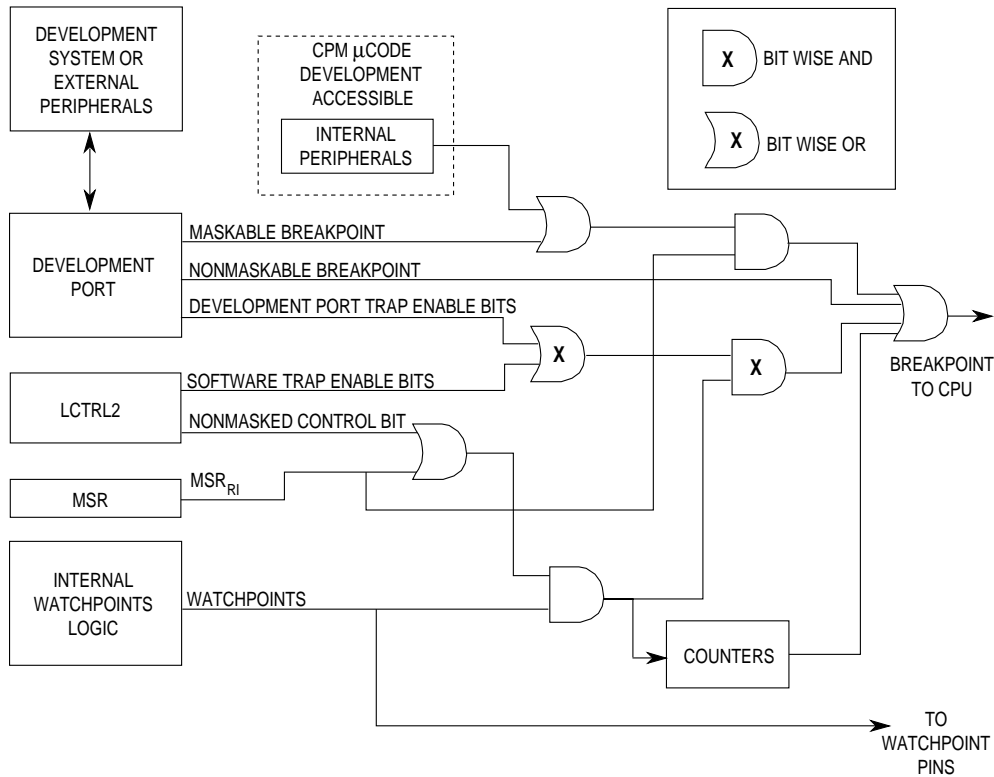 DEVELOPMENT
SYSTEM OR
EXTERNAL
PERIPHERALS
CPM μCODE
DEVELOPMENT
ACCESSIBLE
INTERNAL
PERIPHERALS
X
BIT WISE AND
X
BIT WISE OR
DEVELOPMENT
PORT
MASKABLE BREAKPOINT
NONMASKABLE BREAKPOINT
DEVELOPMENT PORT TRAP ENABLE BITS
X
X
BREAKPOINT
TO CPU
LCTRL2
SOFTWARE TRAP ENABLE BITS
NONMASKED CONTROL BIT
MSR
MSRRI
INTERNAL
WATCHPOINTS
LOGIC
WATCHPOINTS
COUNTERS
TO
WATCHPOINT
PINS